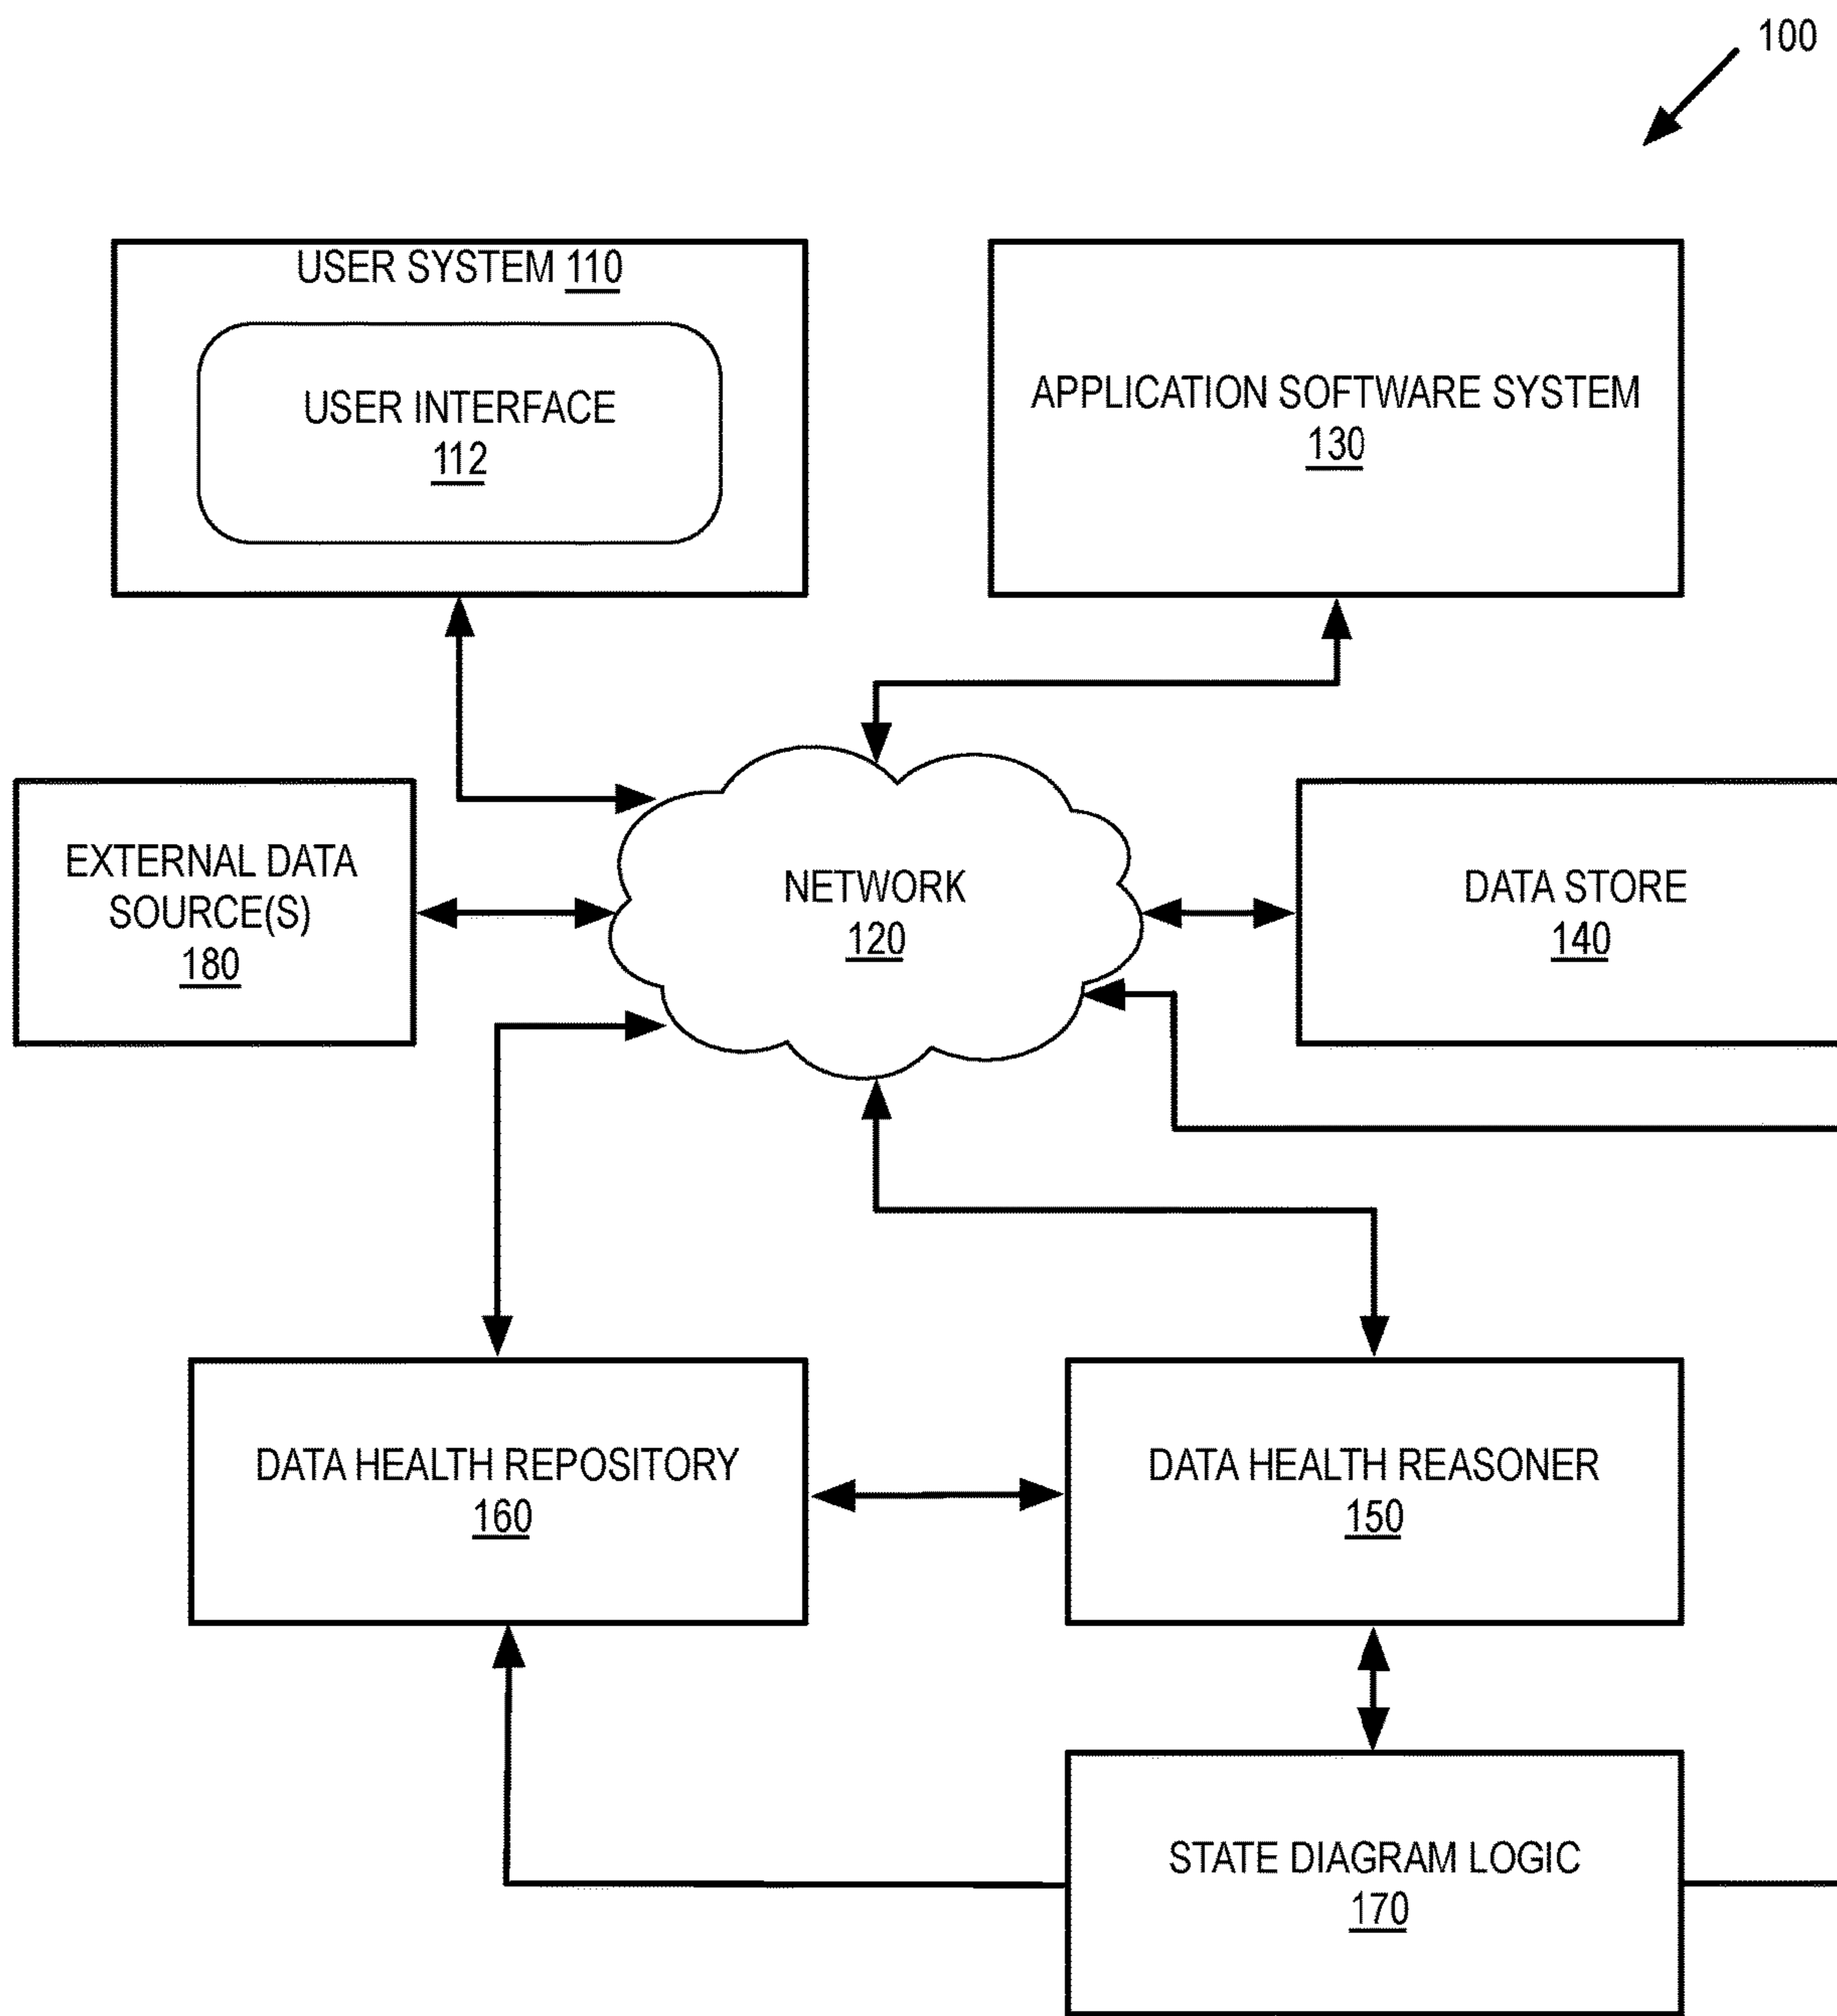 100
USER SYSTEM 110
USER INTERFACE
112
APPLICATION SOFTWARE SYSTEM
130
EXTERNAL DATA
SOURCE(S)
180
NETWORK
120
DATA STORE
140
DATA HEALTH REPOSITORY
160
DATA HEALTH REASONER
150
STATE DIAGRAM LOGIC
170